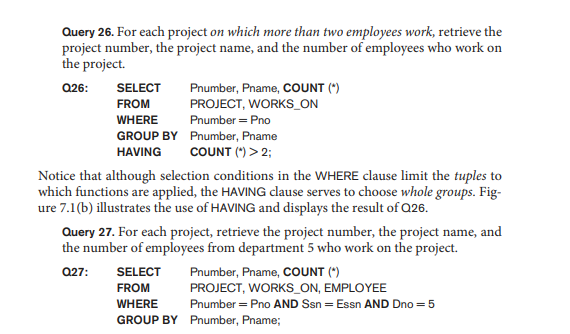 Query 26. For each project on which more than two employees work, retrieve the
project number, the project name, and the number of employees who work on
the project.
Q26: SELECT Pnumber, Pname, COUNT (*)
FROM PROJECT, WORKS_ON
WHERE Pnumber = Pno
GROUP BY Pnumber, Pname
HAVING COUNT (*) > 2;
Notice that although selection conditions in the WHERE clause limit the tuples to
which functions are applied, the HAVING clause serves to choose whole groups. Fig-
ure 7.1(b) illustrates the use of HAVING and displays the result of Q26.
Query 27. For each project, retrieve the project number, the project name, and
the number of employees from department 5 who work on the project.
Q27: SELECT Pnumber, Pname, COUNT (*)
FROM PROJECT, WORKS_ON, EMPLOYEE
WHERE Pnumber = Pno AND Ssn = Essn AND Dno = 5
GROUP BY Pnumber, Pname;